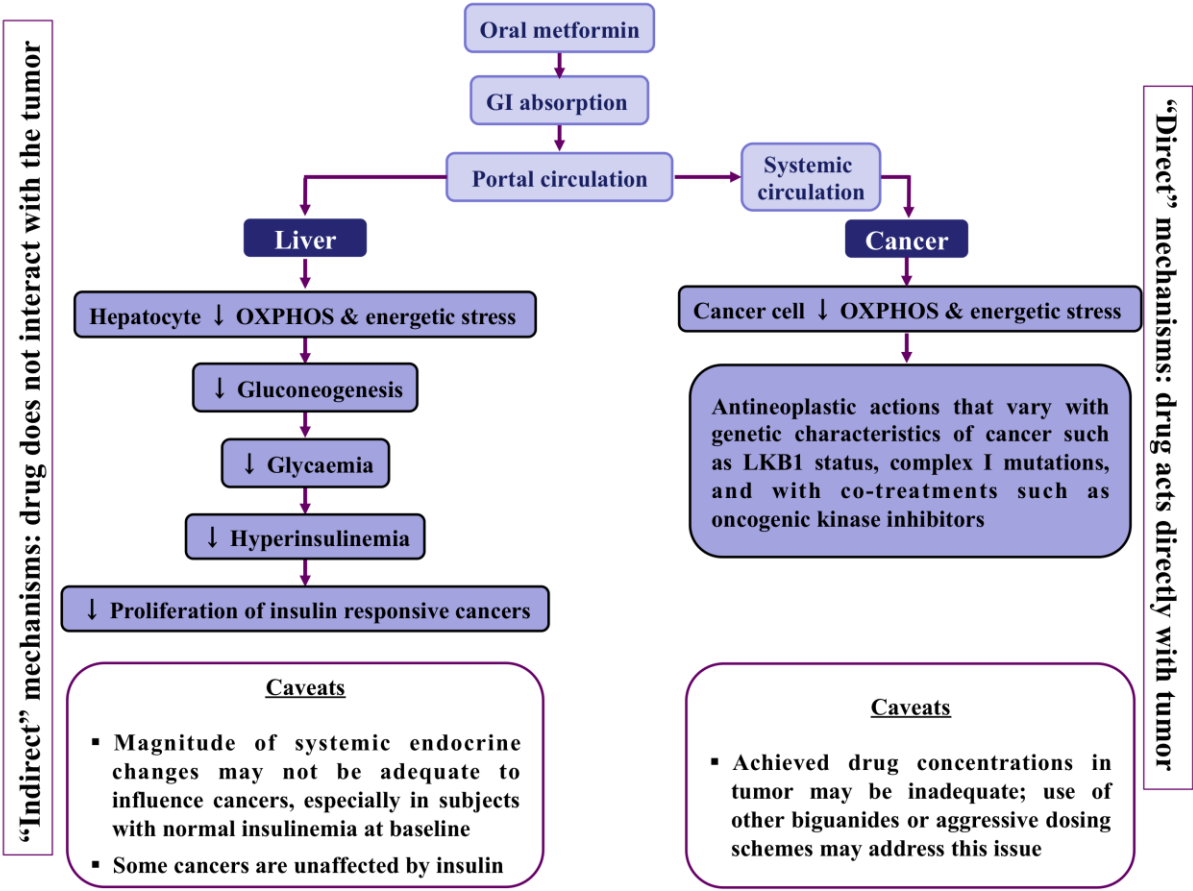 “Indirect” mechanisms: drug does not interact with the tumor
Oral metformin
GI absorption
Portal circulation
Systemic
circulation
Liver
Hepatocyte ↓ OXPHOS & energetic stress
↓ Gluconeogenesis
↓ Glycaemia
↓ Hyperinsulinemia
↓ Proliferation of insulin responsive cancers
Caveats
▪ Magnitude of systemic endocrine
changes may not be adequate to
influence cancers, especially in subjects
with normal insulinemia at baseline
▪ Some cancers are unaffected by insulin
Cancer
Cancer cell ↓ OXPHOS & energetic stress
Antineoplastic actions that vary with
genetic characteristics of cancer such
as LKB1 status, complex I mutations,
and with co-treatments such as
oncogenic kinase inhibitors
Caveats
▪ Achieved drug concentrations in
tumor may be inadequate; use of
other biguanides or aggressive dosing
schemes may address this issue
“Direct” mechanisms: drug acts directly with tumor